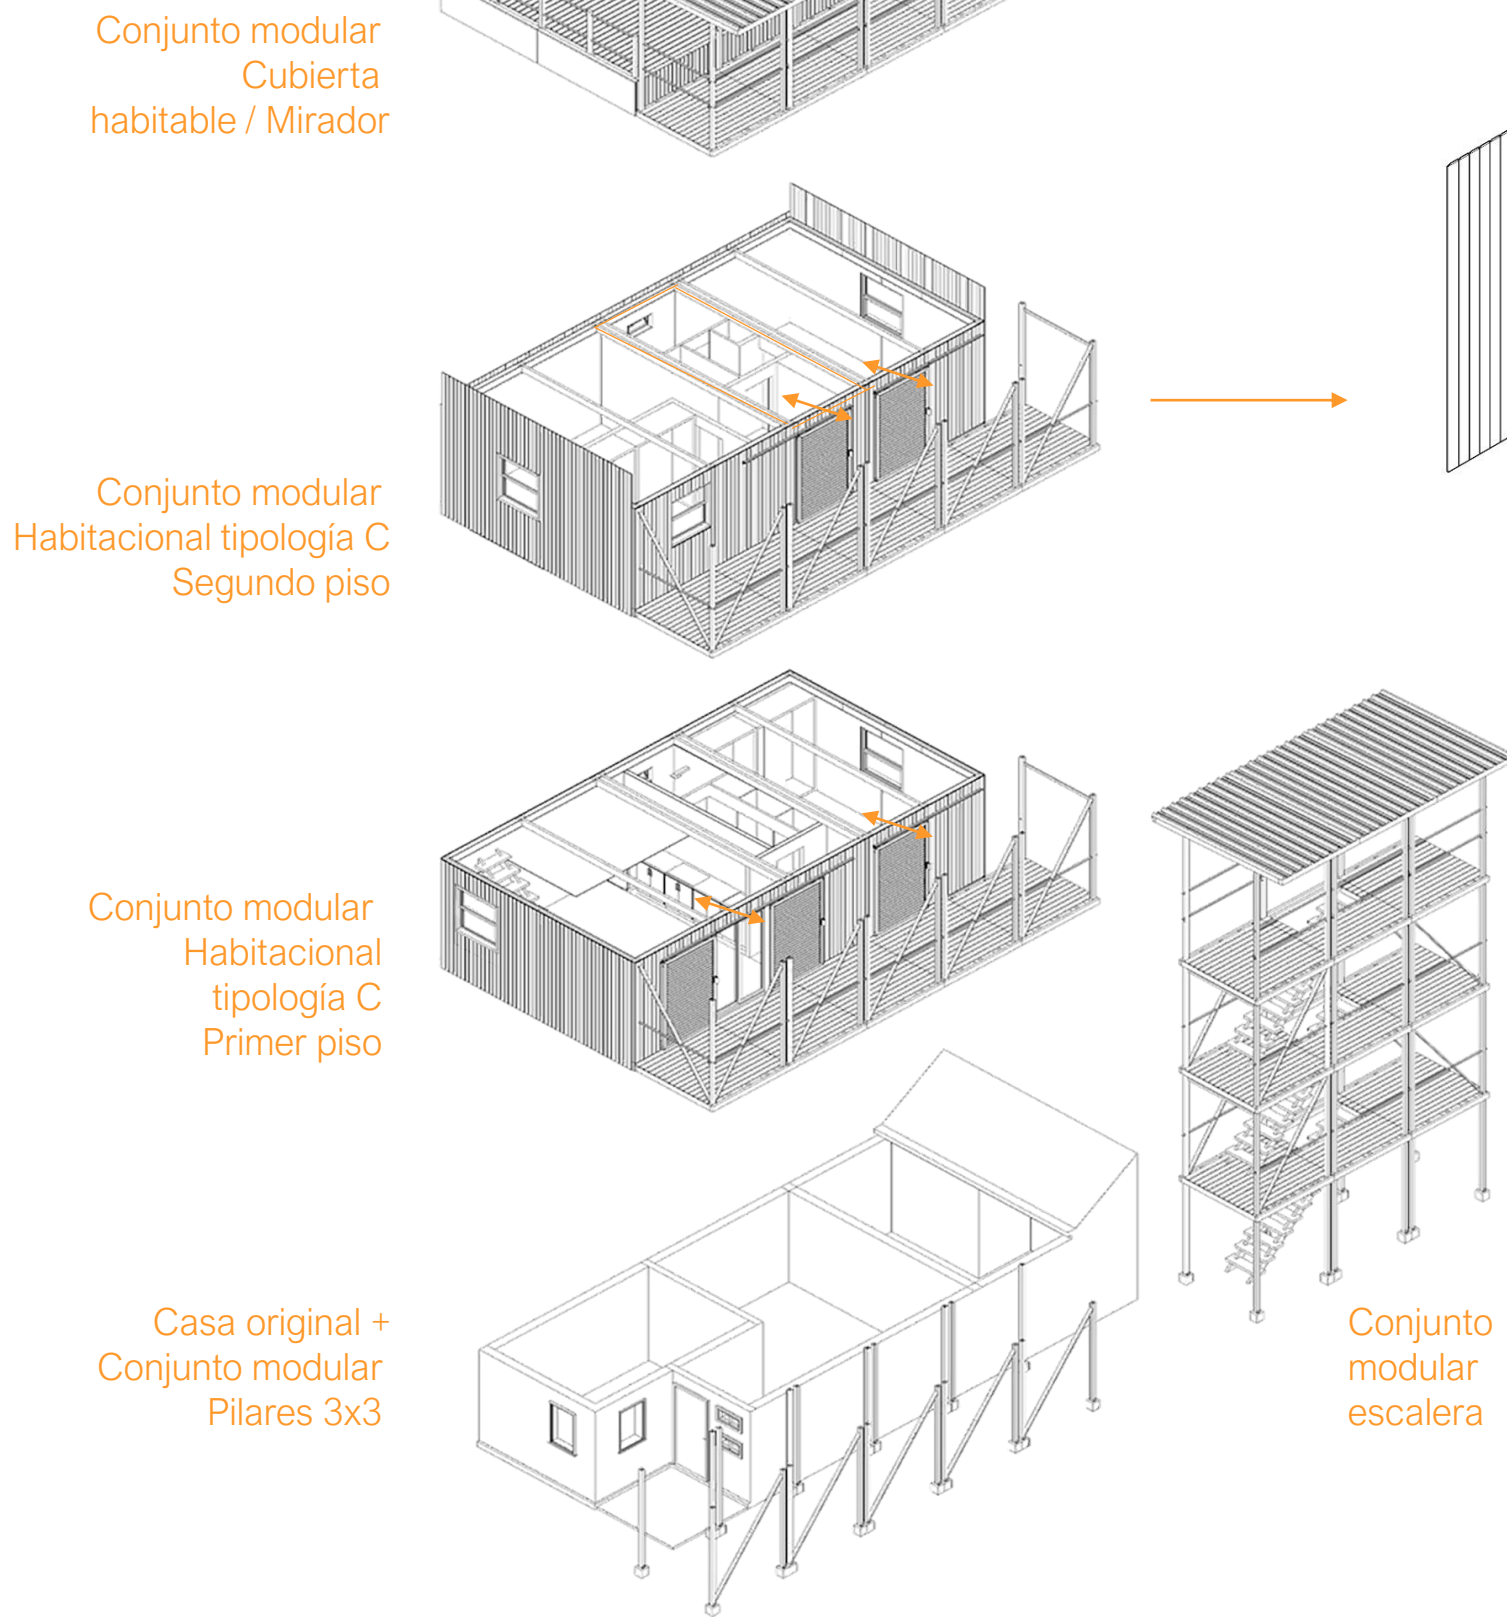 Conjunto modular
Cubierta
habitable / Mirador
Conjunto modular
Habitacional tipología C
Segundo piso
Conjunto modular
Habitacional
tipología C
Primer piso
Casa original +
Conjunto modular
Pilares 3x3
Conjunto
modular
escalera